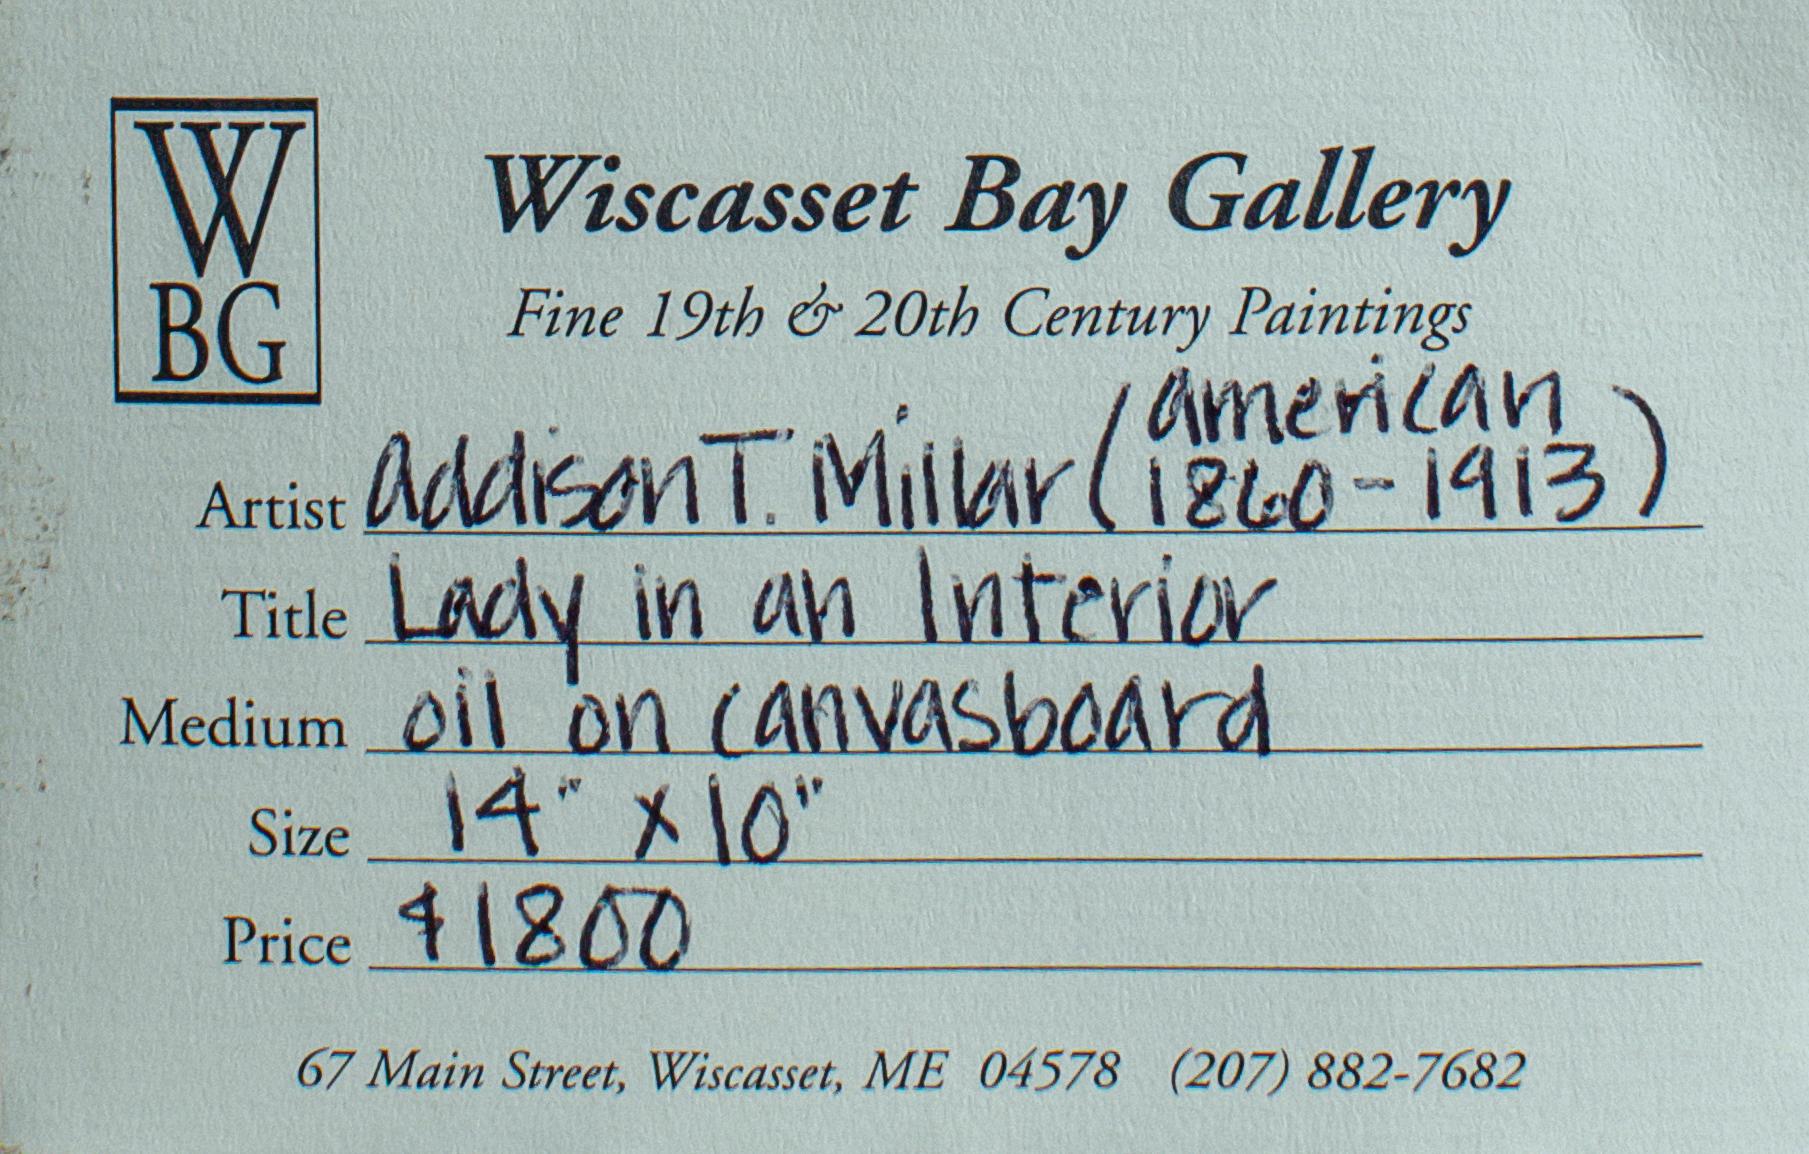 W
BG
Wiscasset Bay Gallery
Fine 19th & 20th Century Paintings
Artist Addison T. Millar (american 1860-1913)
Title Lady in an Interior
Medium oil on canvasboard
Size 14" x 10"
Price $1800
67 Main Street, Wiscasset, ME 04578 (207) 882-7682